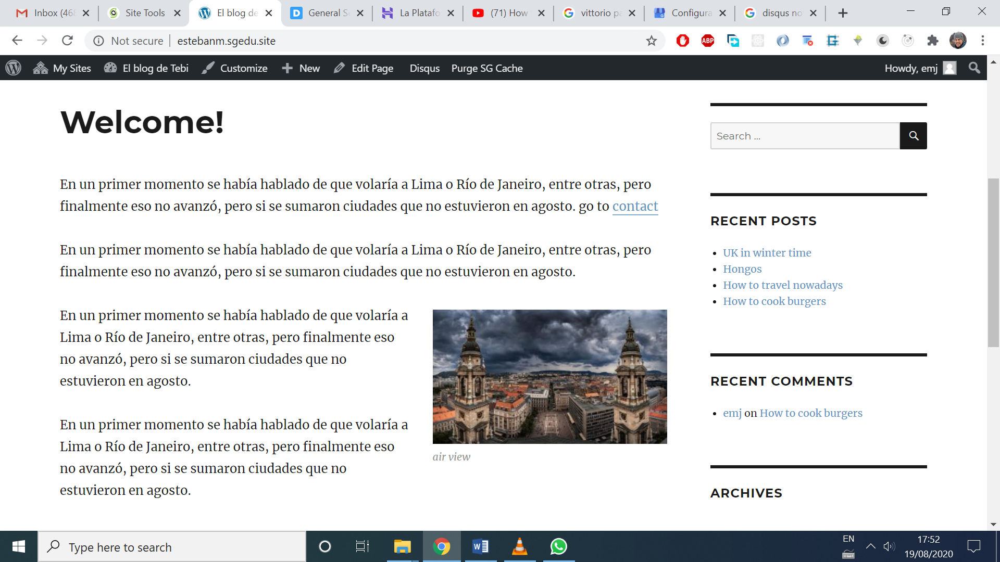 Inbox (468
Site Tools
El blog de
General Se
La Platafo
(71) How
vittorio pa
Configura
disqus no
Not secure
estebanm.sgedu.site
ABP
My Sites
El blog de Tebi
Customize
New
Edit Page
Disqus
Purge SG Cache
Howdy, emj
Welcome!
En un primer momento se había hablado de que volaría a Lima o Río de Janeiro, entre otras, pero
finalmente eso no avanzó, pero si se sumaron ciudades que no estuvieron en agosto. go to contact
En un primer momento se había hablado de que volaría a Lima o Río de Janeiro, entre otras, pero
finalmente eso no avanzó, pero si se sumaron ciudades que no estuvieron en agosto.
En un primer momento se había hablado de que volaría a
Lima o Río de Janeiro, entre otras, pero finalmente eso
no avanzó, pero si se sumaron ciudades que no
estuvieron en agosto.
En un primer momento se había hablado de que volaría a
Lima o Río de Janeiro, entre otras, pero finalmente eso
no avanzó, pero si se sumaron ciudades que no
estuvieron en agosto.
air view
Search ...
RECENT POSTS
UK in winter time
Hongos
How to travel nowadays
How to cook burgers
RECENT COMMENTS
emj on How to cook burgers
ARCHIVES
Type here to search
EN
17:52
19/08/2020